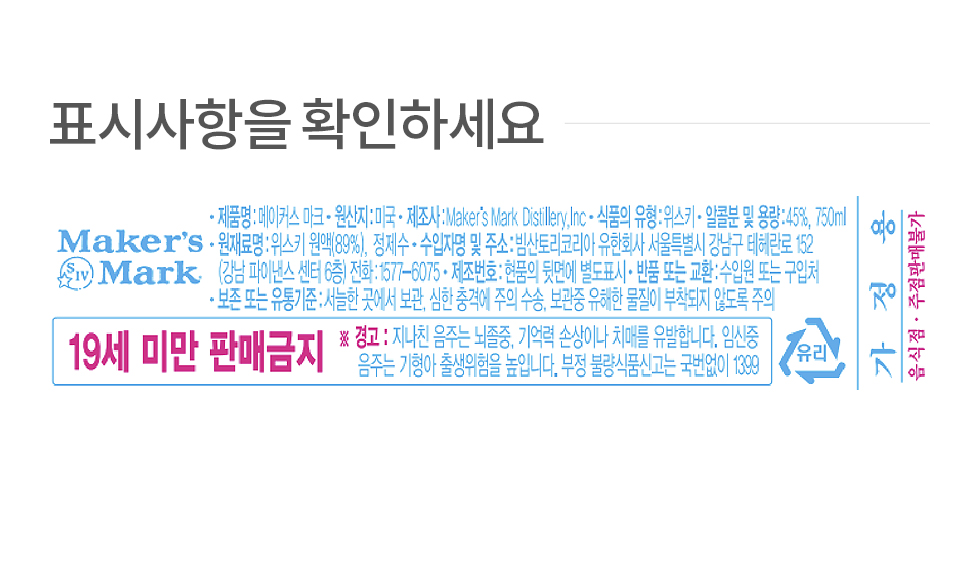 표시사항을 확인하세요
Maker's
SIV Mark
• 제품명 : 메이커스 마크 • 원산지 : 미국 • 제조사 : Maker's Mark Distillery,Inc • 식품의 유형 : 위스키 • 알콜분 및 용량 : 45%, 750ml
• 원재료명 : 위스키 원액(89%), 정제수 • 수입자명 및 주소 : 빔산토리코리아 유한회사 서울특별시 강남구 테헤란로 152
(강남 파이낸스 센터 6층) 전화 : 1577-6075 • 제조번호 : 현품의 뒷면에 별도표시 • 반품 또는 교환 : 수입원 또는 구입체
• 보존 또는 유통기준 : 서늘한 곳에서 보관, 심한 충격에 주의 수송, 보관중 유해한 물질이 부착되지 않도록 주의
19세 미만 판매금지
※ 경고 : 지나친 음주는 뇌졸중, 기억력 손상이나 치매를 유발합니다. 임신중
음주는 기형아 출생위험을 높입니다. 부정 불량식품신고는 국번없이 1399
유리
가정용
음식점 · 주점판매불가